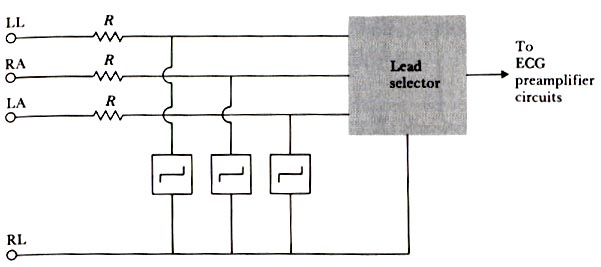 LL
R
RA
R
LA
R
Lead
selector
To
ECG
preamplifier
circuits
RL